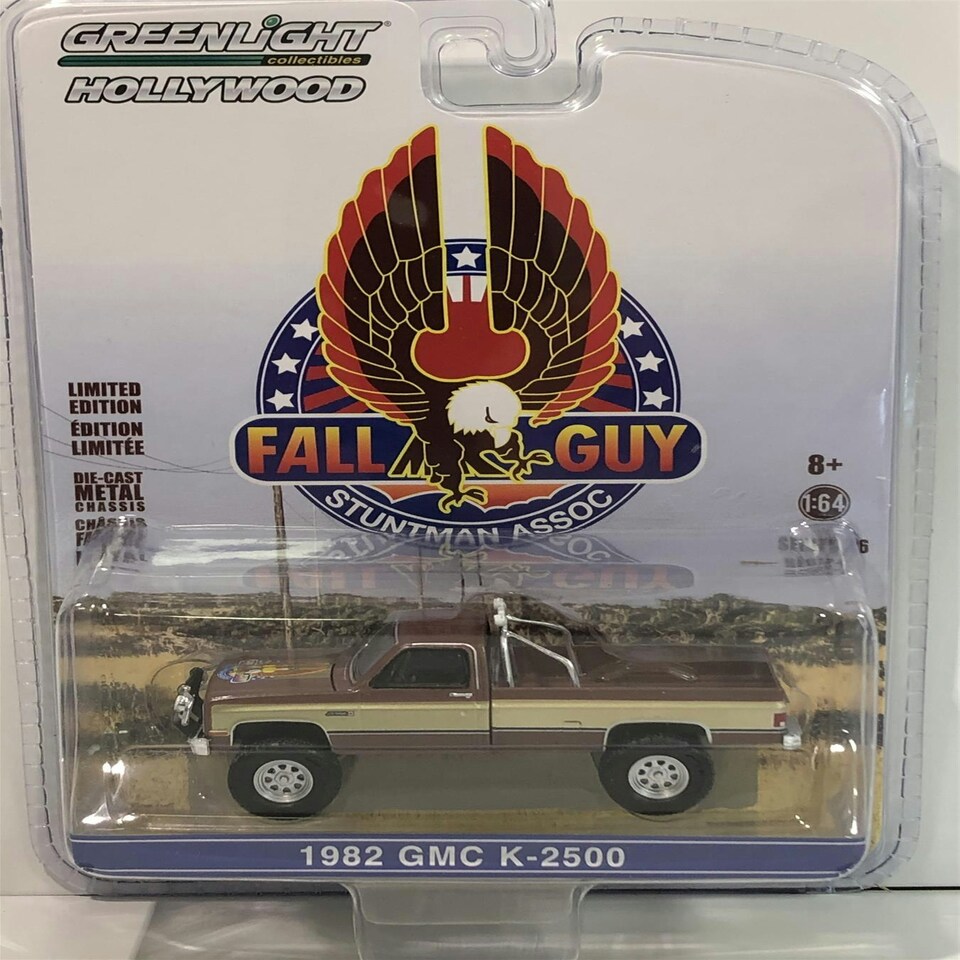 GREENLiGHT®
collectibles
HOLLYWOOD
LIMITED
EDITION
ÉDITION
LIMITÉE
DIE-CAST
METAL
CHASSIS
CHÂSSIS
FALL GUY
STUNTMAN ASSOC
8+
1:64
1982 GMC K-2500